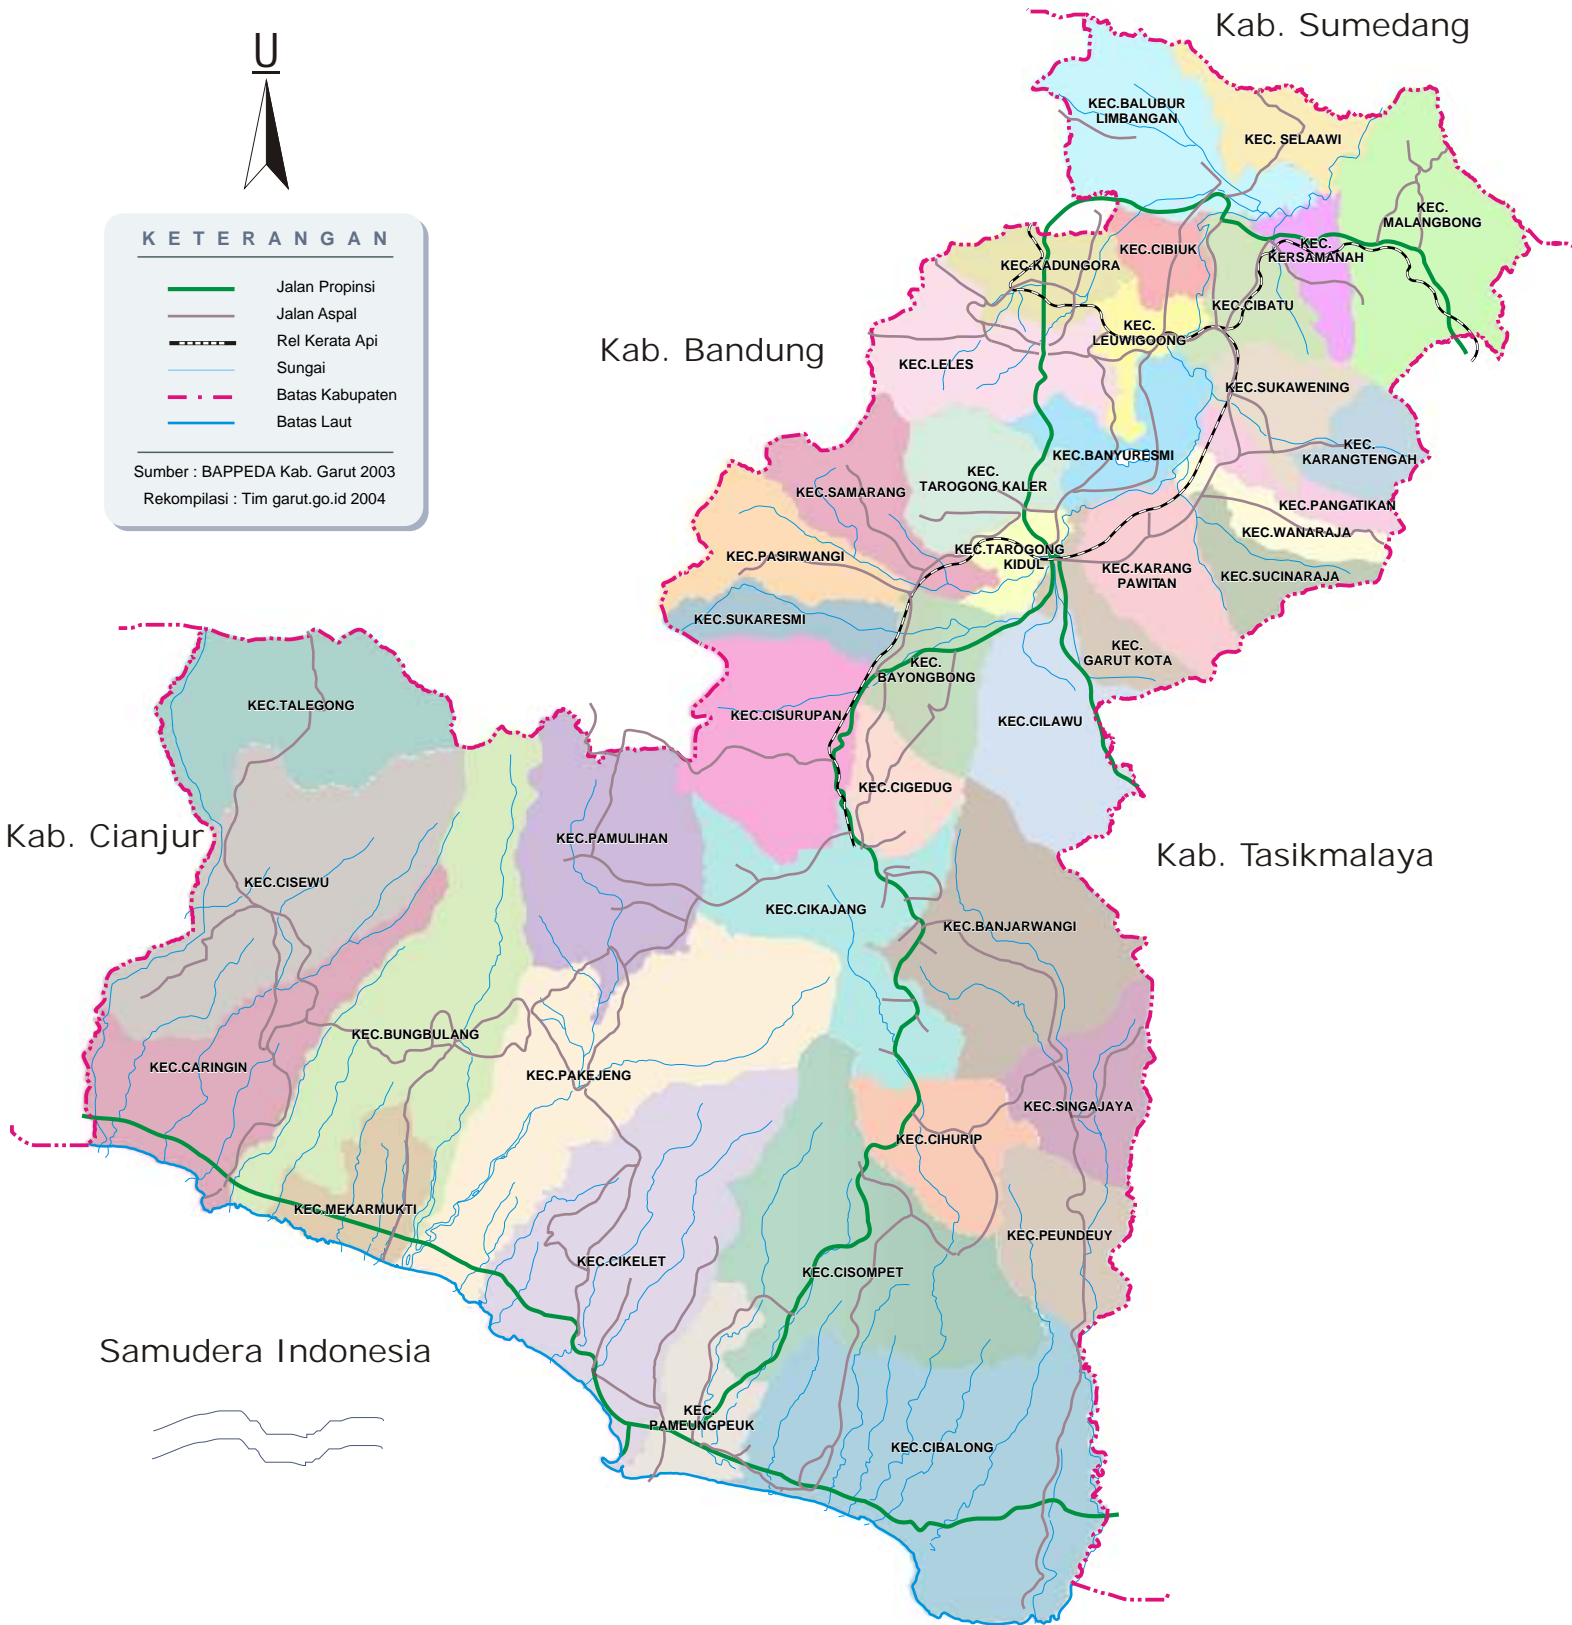 Kab. Sumedang
U
KEC.BALUBUR
LIMBANGAN
KEC. SELAAWI
KEC.
MALANGBONG
K E T E R A N G A N
Jalan Propinsi
Jalan Aspal
Rel Kerata Api
Sungai
Batas Kabupaten
Batas Laut
Sumber : BAPPEDA Kab. Garut 2003
Rekompilasi : Tim garut.go.id 2004
KEC.CIBIUK
KEC.
KERSAMANAH
KEC.KADUNGORA
KEC.CIBATU
KEC.
LEUWIGOONG
Kab. Bandung
KEC.LELES
KEC.SUKAWENING
KEC.
KARANGTENGAH
KEC.BANYURESMI
KEC.
TAROGONG KALER
KEC.SAMARANG
KEC.PANGATIKAN
KEC.WANARAJA
KEC.PASIRWANGI
KEC.TAROGONG
KIDUL
KEC.KARANG
PAWITAN
KEC.SUCINARAJA
KEC.SUKARESMI
KEC.
GARUT KOTA
KEC.
BAYONGBONG
KEC.TALEGONG
KEC.CISURUPAN
KEC.CILAWU
KEC.CIGEDUG
Kab. Cianjur
KEC.PAMULIHAN
Kab. Tasikmalaya
KEC.CISEWU
KEC.CIKAJANG
KEC.BANJARWANGI
KEC.BUNGBULANG
KEC.CARINGIN
KEC.PAKEJENG
KEC.SINGAJAYA
KEC.CIHURIP
KEC.MEKARMUKTI
KEC.PEUNDEUY
KEC.CIKELET
KEC.CISOMPET
Samudera Indonesia
KEC.
PAMEUNGPEUK
KEC.CIBALONG